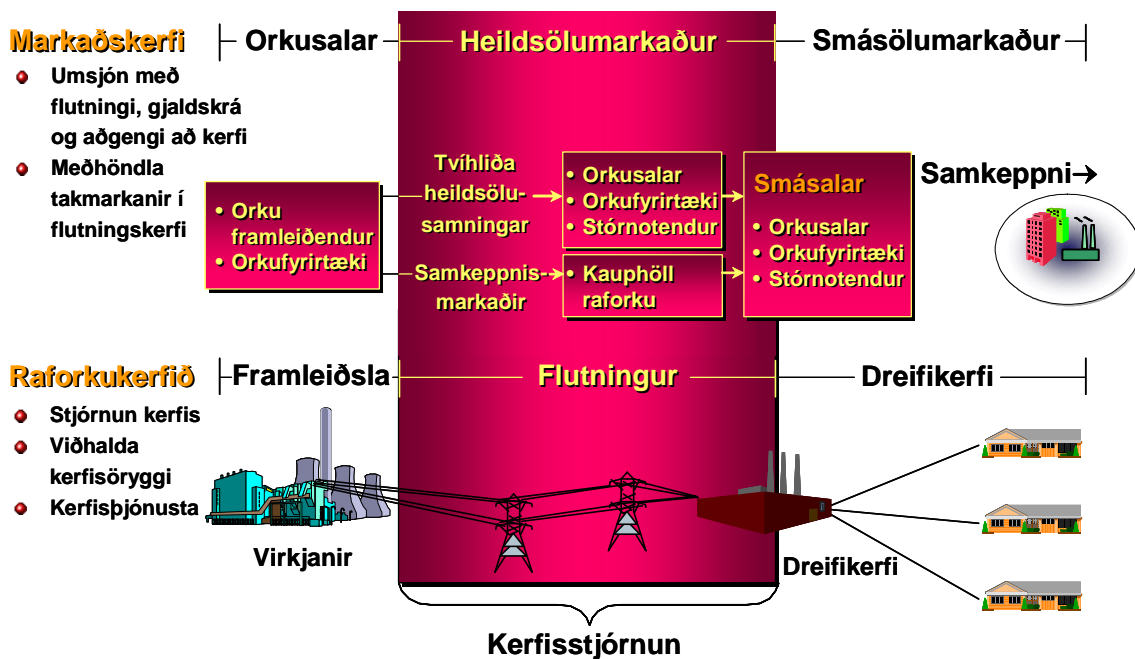 Markaðskerfi
Orkusalar
Heildsölumarkaður
Smásölumarkaður
• Umsjón með
flutningi, gjaldskrá
og aðgengi að kerfi
• Meðhöndla
takmarkanir í
flutningskerfi
• Orku
framleiðendur
• Orkufyrirtæki
Tvíhliða
heildsölu-
samningar
Samkeppnis-
markaðir
• Orkusalar
• Orkufyrirtæki
• Stórnotendur
• Kauphöll
raforku
Smásalar
• Orkusalar
• Orkufyrirtæki
• Stórnotendur
Samkeppni
Raforkukerfið
Framleiðsla
Flutningur
Dreifikerfi
• Stjórnun kerfis
• Viðhalda
kerfisöryggi
• Kerfisþjónusta
Virkjanir
Dreifikerfi
Kerfisstjórnun